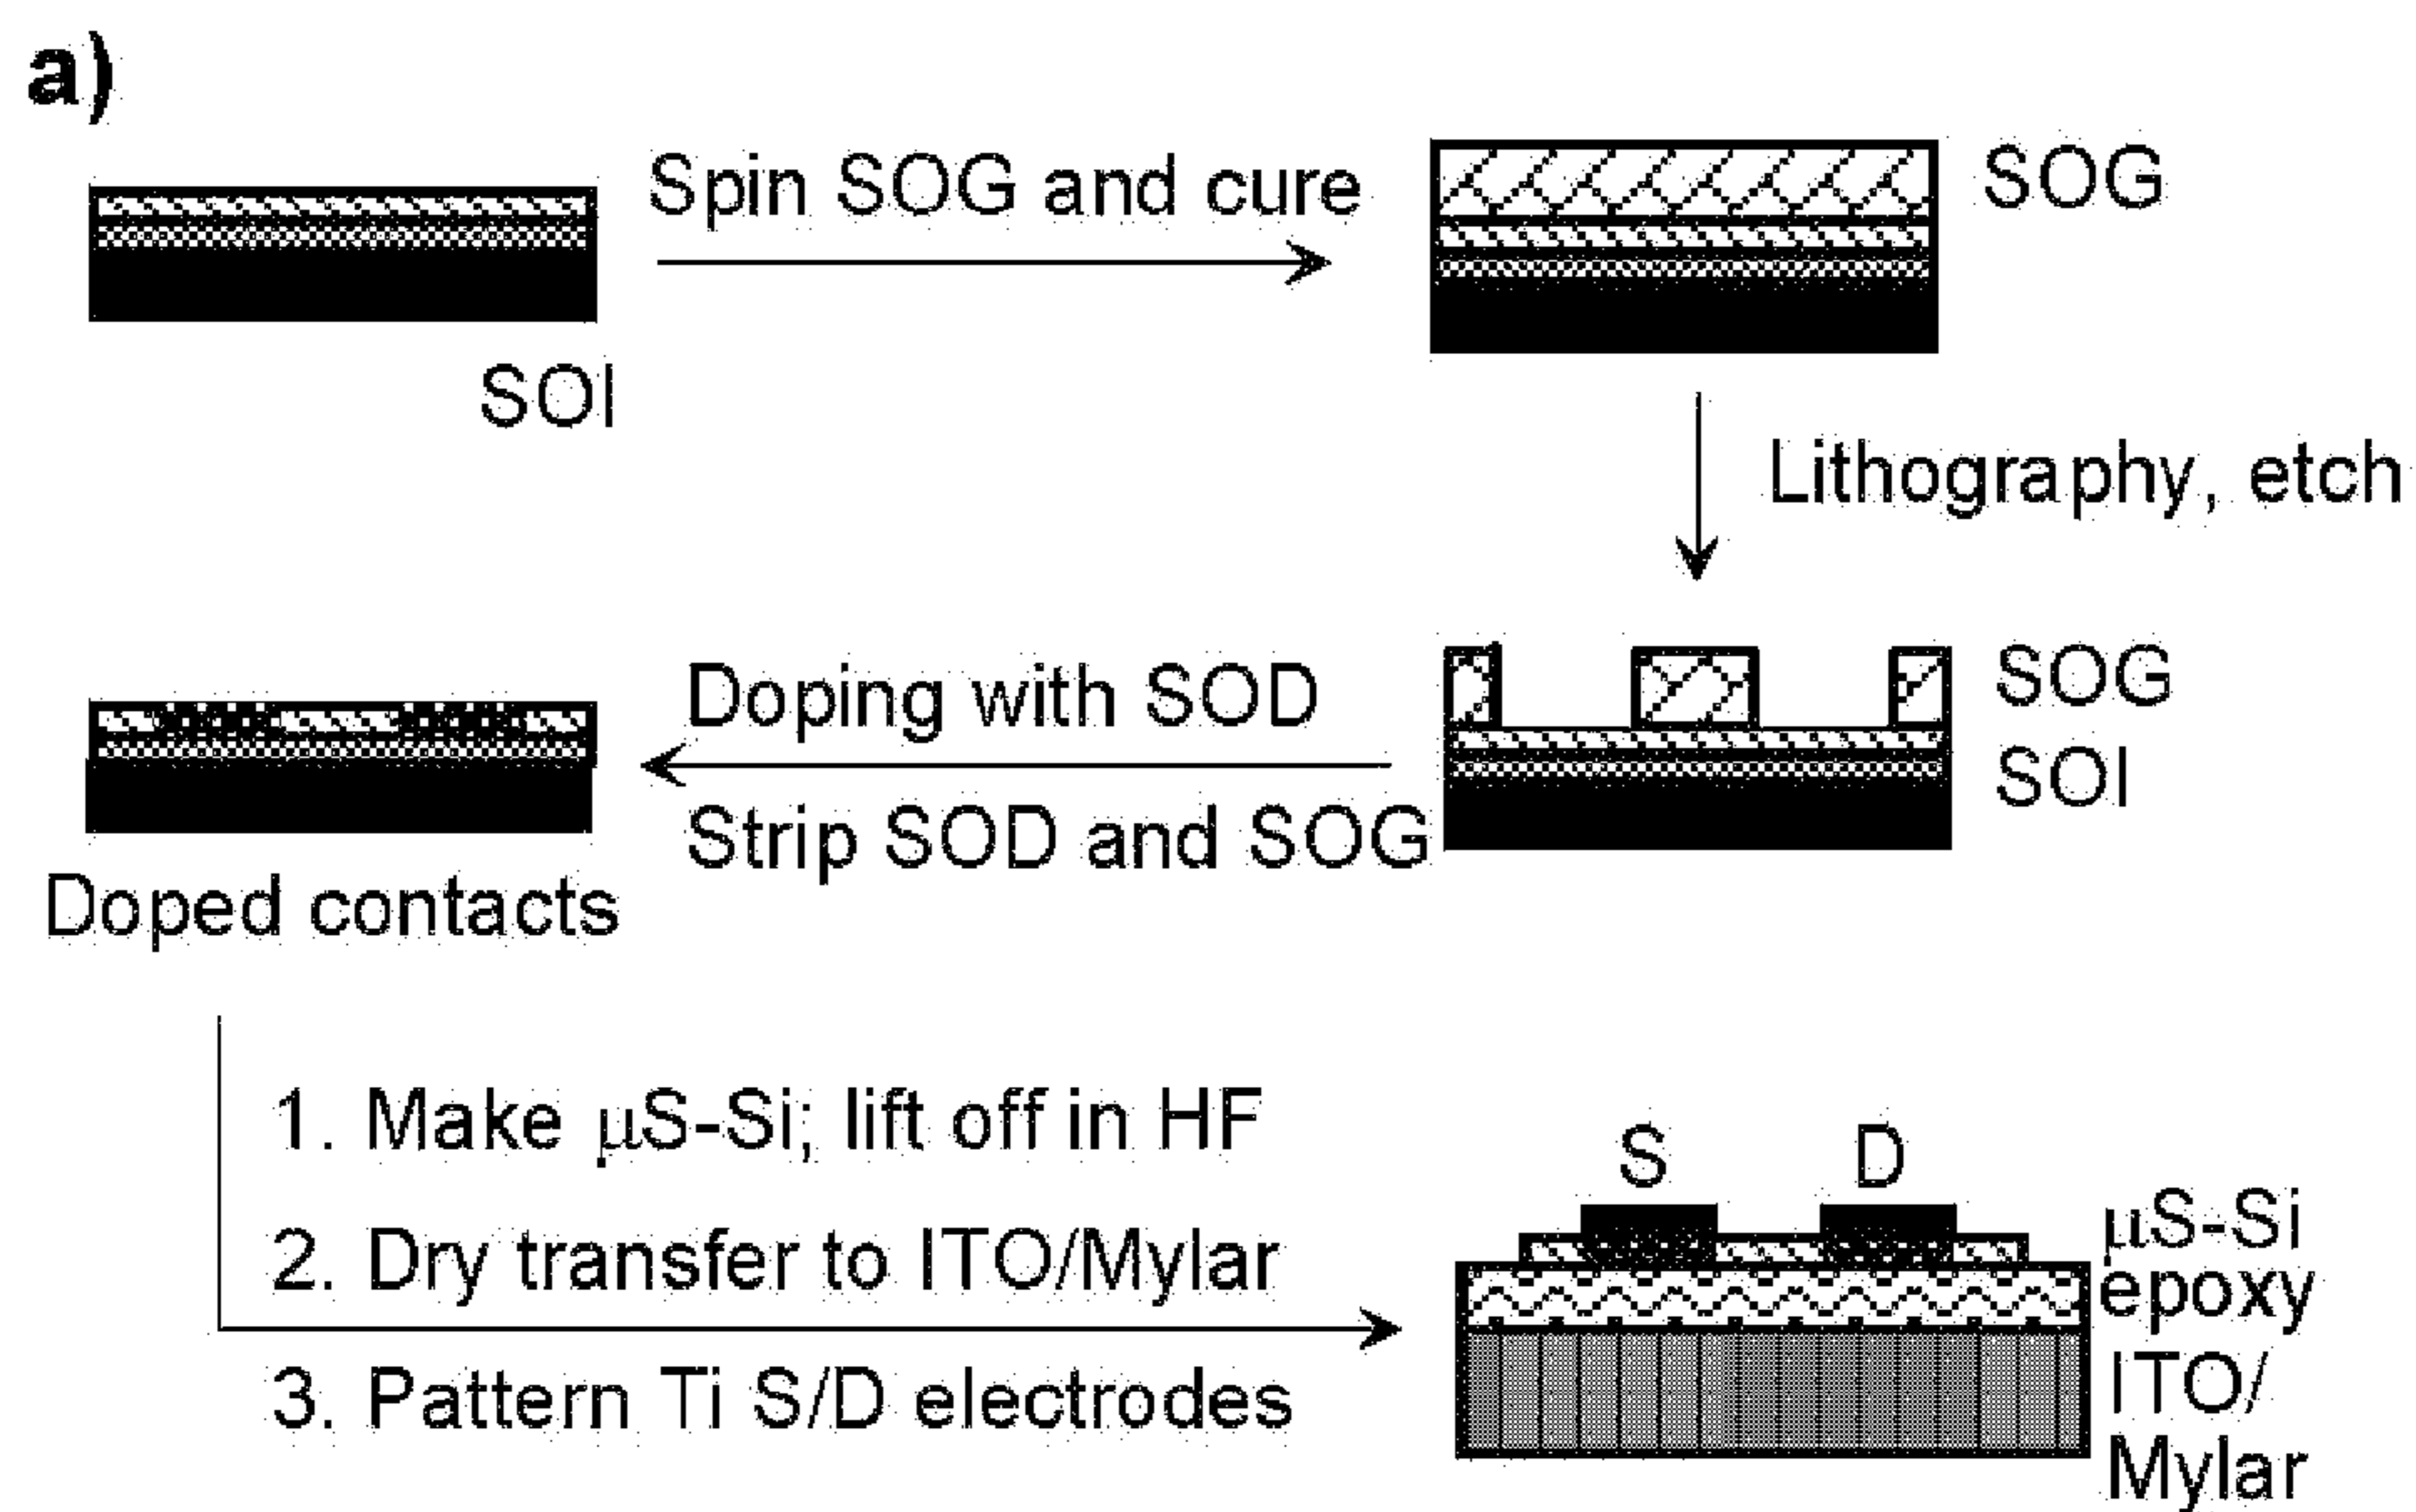 a)
Spin SOG and cure
SOG
SOI
Lithography, etch
Doping with SOD
SOG
Strip SOD and SOG
SOI
Doped contacts
1. Make μS-Si; lift off in HF
2. Dry transfer to ITO/Mylar
3. Pattern Ti S/D electrodes
S
D
μS-Si
epoxy
ITO/
Mylar